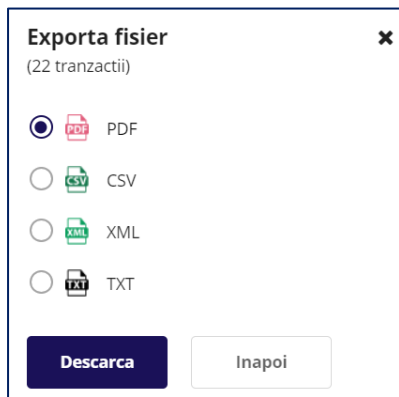 Exporta fisier
(22 tranzactii)
PDF PDF
CSV CSV
XML XML
TXT TXT
Descarca Inapoi